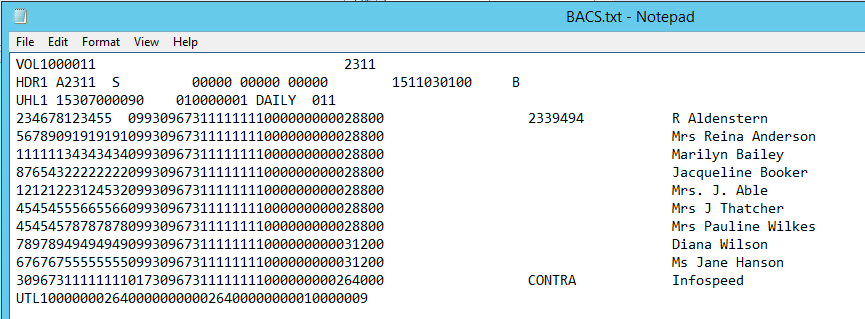 BACS.txt - Notepad
File Edit Format View Help
VOL1000011 2311
HDR1 A2311  S 00000 00000 00000 1511030100 B
UHL1 15307000090    010000001 DAILY  011
234678123455  09930967311111111000000000028800 2339494 R Aldenstern
5678909191919109930967311111111000000000028800 Mrs Reina Anderson
1111113434343409930967311111111000000000028800 Marilyn Bailey
8765432222222209930967311111111000000000028800 Jacqueline Booker
1212122312453209930967311111111000000000028800 Mrs. J. Able
4545455566556609930967311111111000000000028800 Mrs J Thatcher
4545457878787809930967311111111000000000028800 Mrs Pauline Wilkes
7897894949494909930967311111111000000000031200 Diana Wilson
6767675555555509930967311111111000000000031200 Ms Jane Hanson
3096731111111101730967311111111000000000264000 CONTRA Infospeed
UTL10000000264000000000026400000000010000009